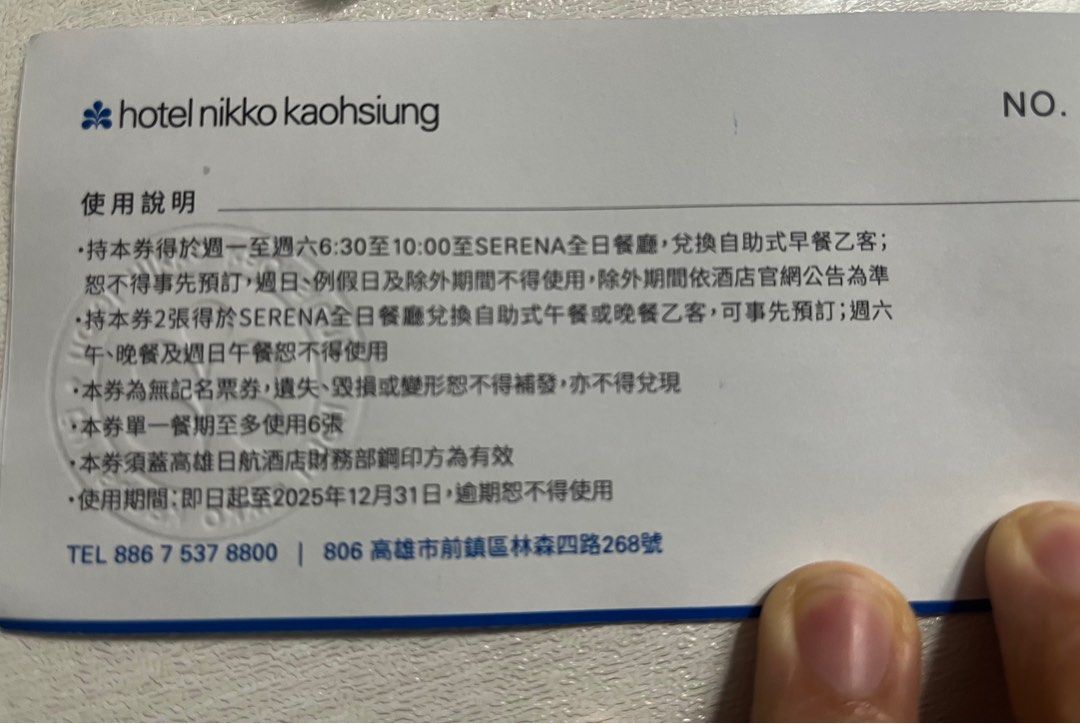 hotel nikko kaohsiung
NO.
使用說明
·持本券得於週一至週六6:30至10:00至SERENA全日餐廳，兌換自助式早餐乙客；
恕不得事先預訂，週日、例假日及除外期間不得使用，除外期間依酒店官網公告為準
·持本券2張得於SERENA全日餐廳兌換自助式午餐或晚餐乙客，可事先預訂；週六
午、晚餐及週日午餐恕不得使用
·本券為無記名票券，遺失、毀損或變形恕不得補發，亦不得兌現
·本券單一餐期至多使用6張
·本券須蓋高雄日航酒店財務部鋼印方為有效
·使用期間：即日起至2025年12月31日，逾期恕不得使用
TEL 886 7 537 8800 | 806 高雄市前鎮區林森四路268號